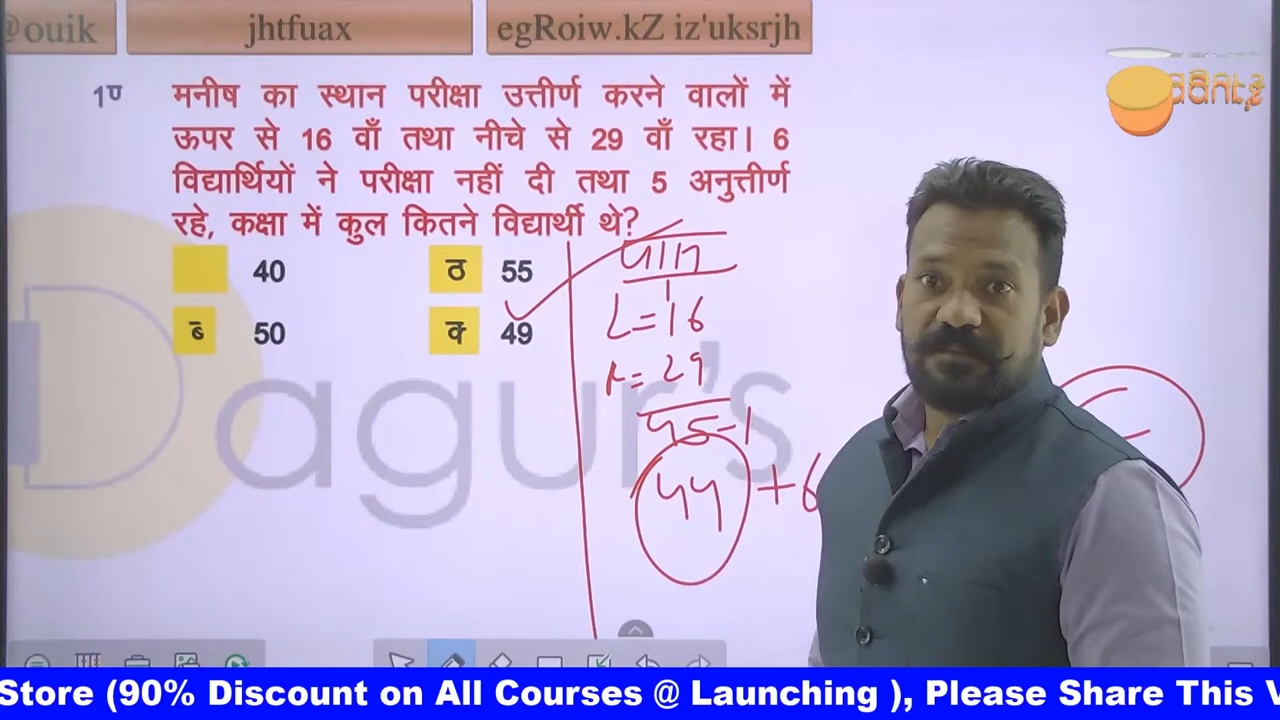 @ouik
jhtfuax
egRoiw.kZ iz'uksrjh
1ण मनीष का स्थान परीक्षा उत्तीर्ण करने वालों में
ऊपर से 16 वाँ तथा नीचे से 29 वाँ रहा। 6
विद्यार्थियों ने परीक्षा नहीं दी तथा 5 अनुत्तीर्ण
रहे, कक्षा में कुल कितने विद्यार्थी थे?
40
ठ 55
50
क 49
L=16
29
45-1
44 +6
Dagur's
Store (90% Discount on All Courses @ Launching ), Please Share This V